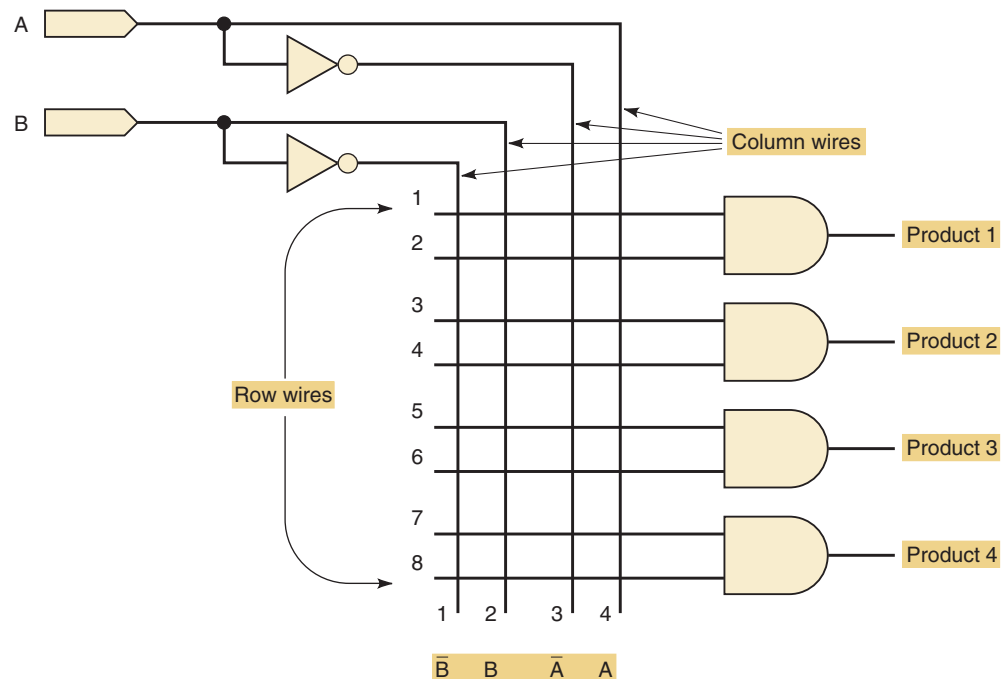 A
B
Column wires
1
2
Product 1
3
4
Product 2
Row wires
5
6
Product 3
7
8
Product 4
1 2 3 4
B̅ B A̅ A